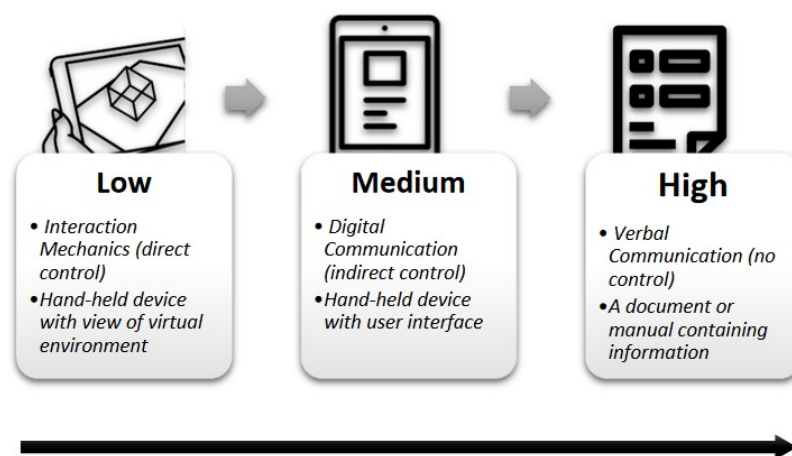 Low
• Interaction
Mechanics (direct
control)
•Hand-held device
with view of virtual
environment
Medium
• Digital
Communication
(indirect control)
• Hand-held device
with user interface
High
• Verbal
Communication (no
control)
•A document or
manual containing
information